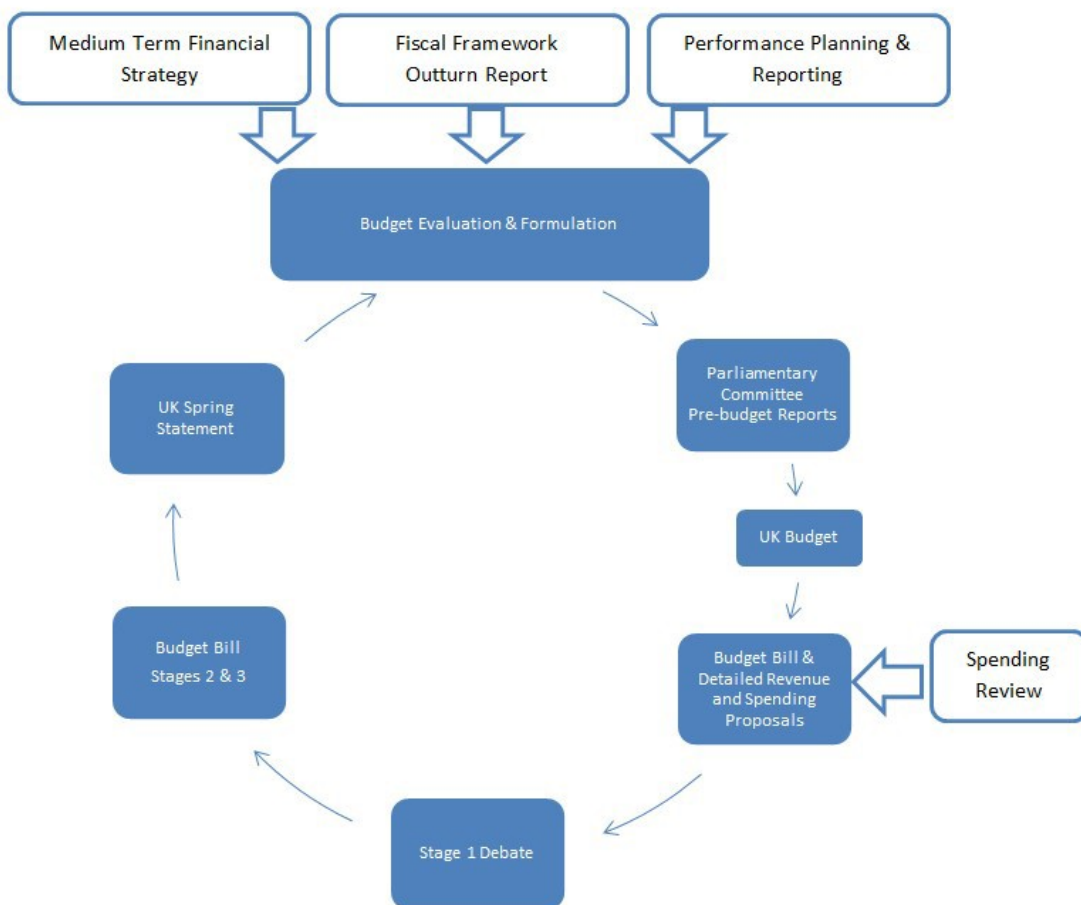 Medium Term Financial
Strategy
Fiscal Framework
Outturn Report
Performance Planning &
Reporting
Budget Evaluation & Formulation
Parliamentary
Committee
Pre-budget Reports
UK Budget
Budget Bill &
Detailed Revenue
and Spending
Proposals
Spending
Review
Stage 1 Debate
Budget Bill
Stages 2 & 3
UK Spring
Statement